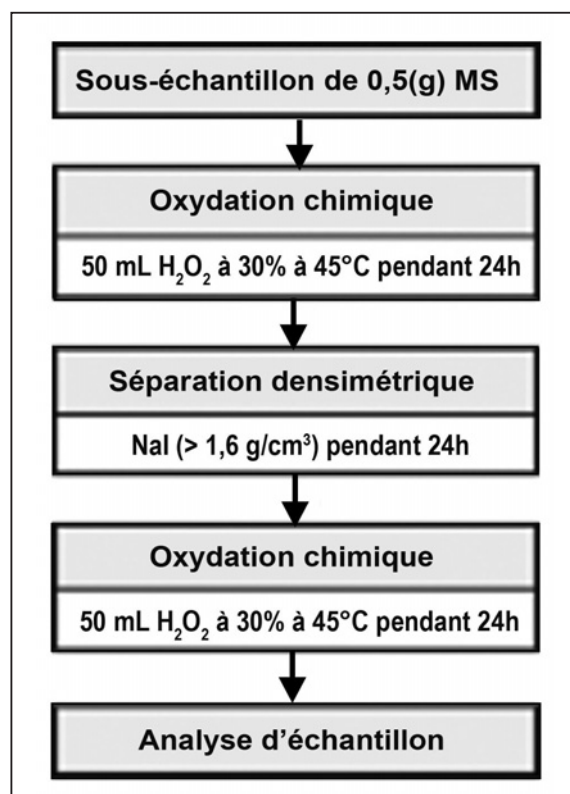 Sous-échantillon de 0,5(g) MS
Oxydation chimique
50 mL H₂O₂ à 30% à 45°C pendant 24h
Séparation densimétrique
NaI (> 1,6 g/cm³) pendant 24h
Oxydation chimique
50 mL H₂O₂ à 30% à 45°C pendant 24h
Analyse d’échantillon